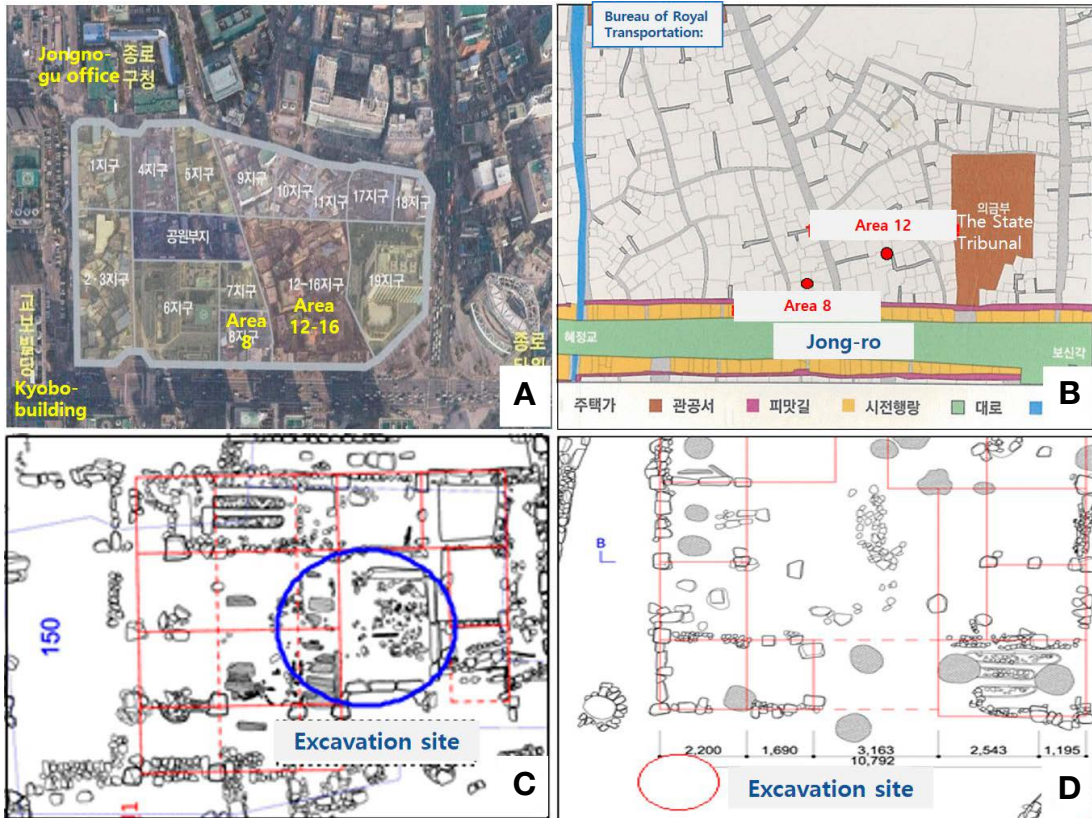 Jongno-
gu office
종로
구청
1지구
4지구
5지구
9지구
10지구
11지구
17지구
18지구
공원부지
2~3지구
6지구
7지구
12~16지구
19지구
Area
12-16
Area
8
8지구
Kyobo-
building
종로
A
Bureau of Royal
Transportation:
의금부
The State
Tribunal
Area 12
Area 8
혜정교
Jong-ro
보신각
주택가
관공서
피맛길
시전행랑
대로
B
150
Excavation site
C
B
2,200
1,690
3,163
2,543
1,195
10,792
Excavation site
D